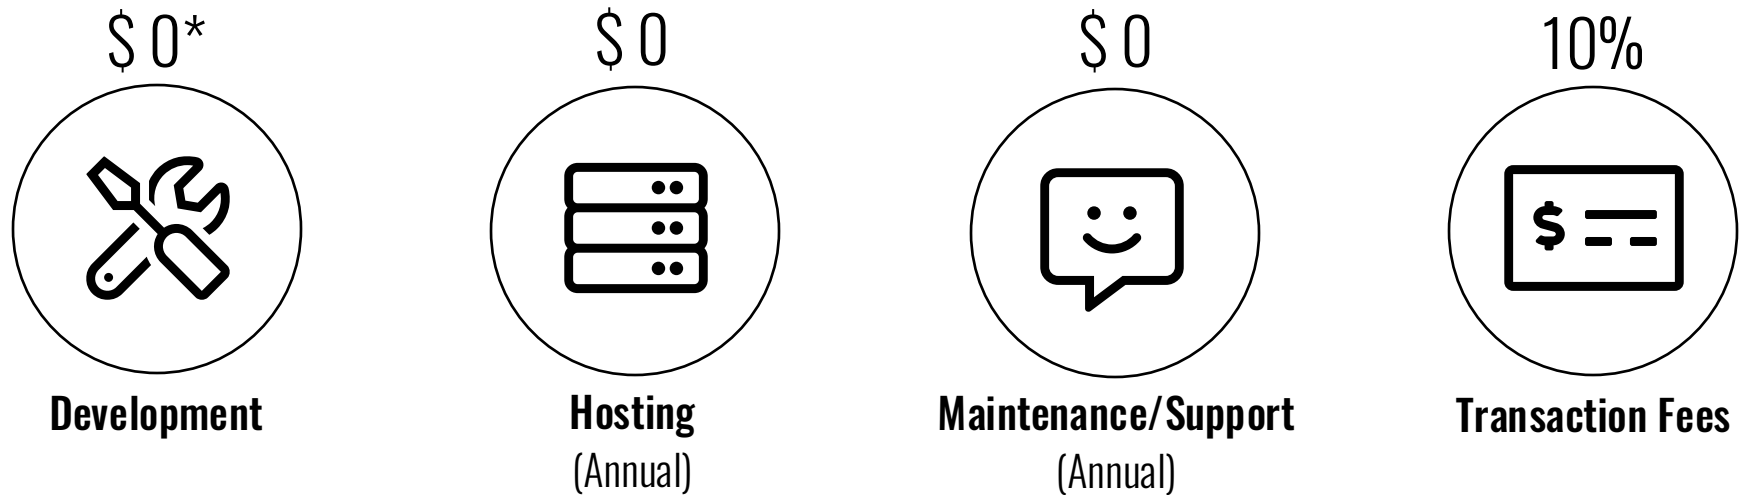 $ 0*
$ 0
$ 0
10%
$
Development
Hosting
Maintenance/Support
Transaction Fees
(Annual)
(Annual)